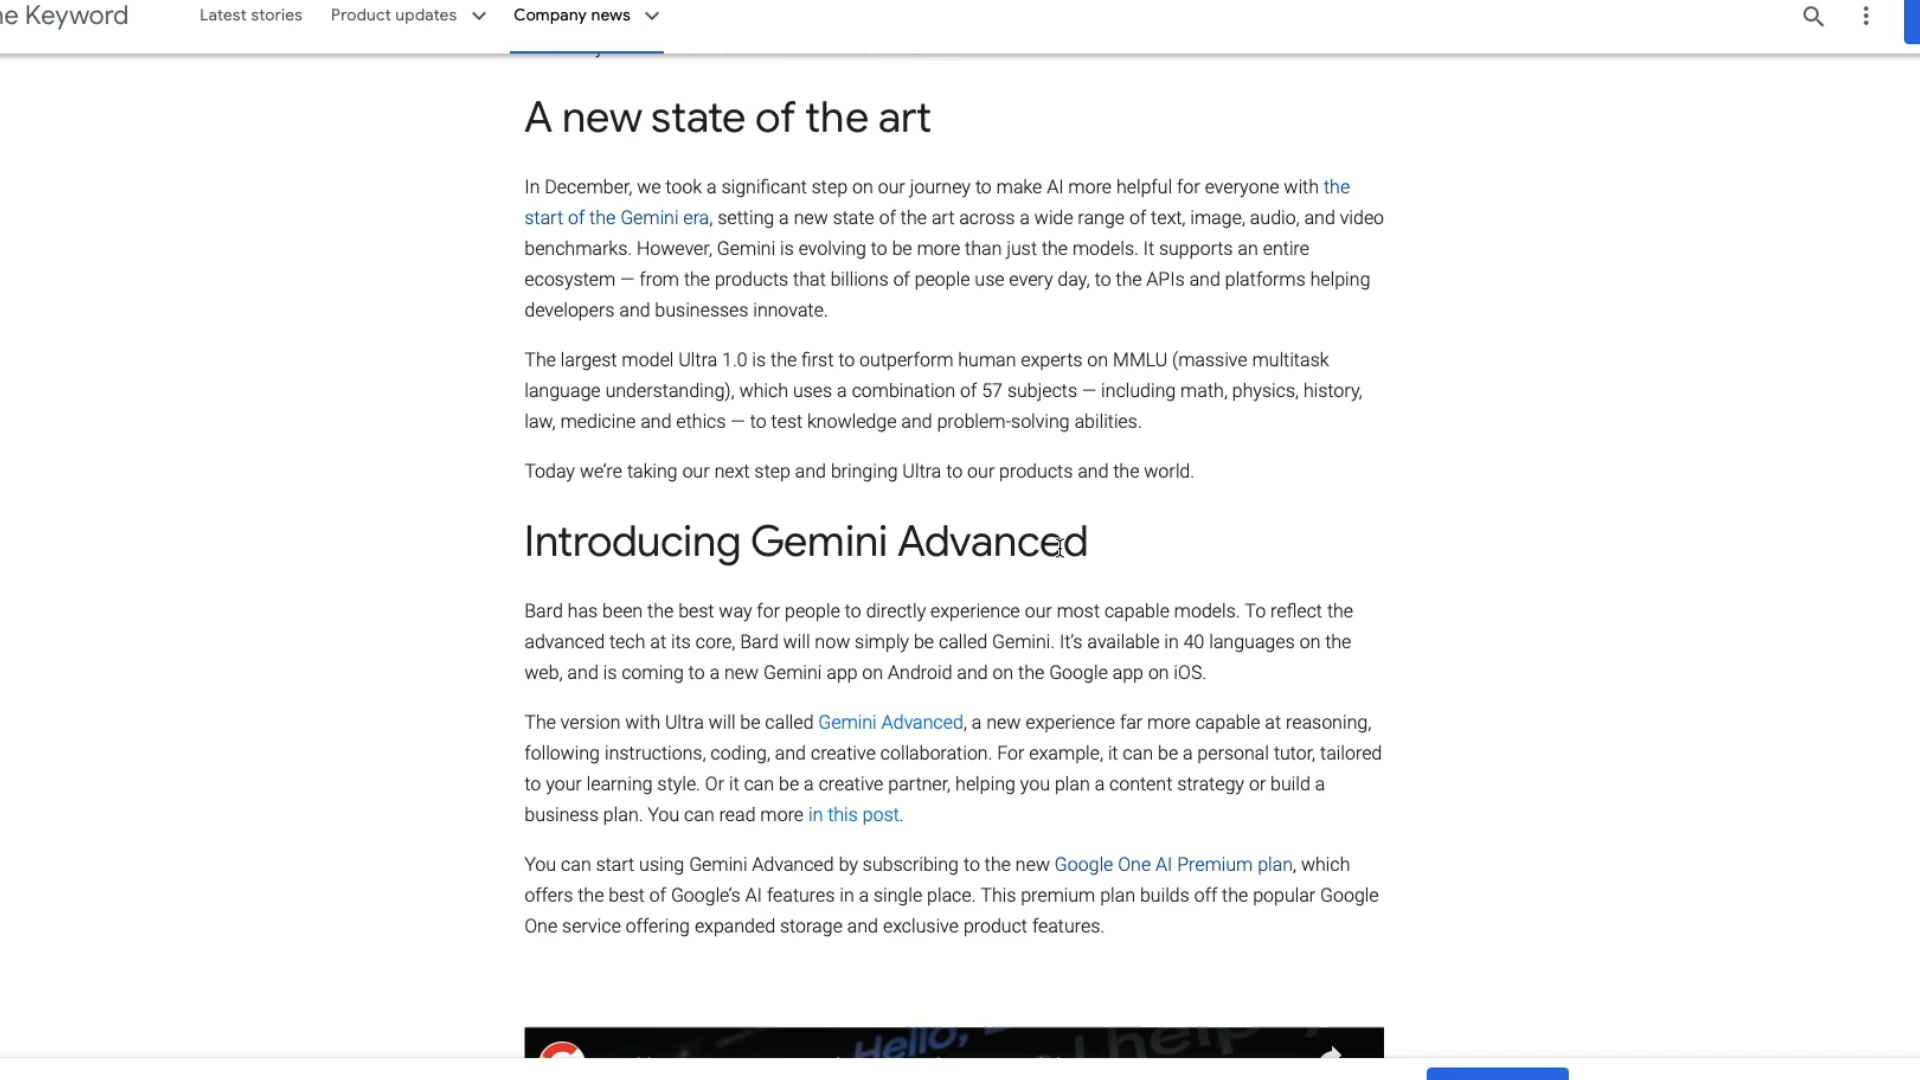 Keyword
Latest stories
Product updates
Company news
A new state of the art
In December, we took a significant step on our journey to make AI more helpful for everyone with the
start of the Gemini era, setting a new state of the art across a wide range of text, image, audio, and video
benchmarks. However, Gemini is evolving to be more than just the models. It supports an entire
ecosystem — from the products that billions of people use every day, to the APIs and platforms helping
developers and businesses innovate.
The largest model Ultra 1.0 is the first to outperform human experts on MMLU (massive multitask
language understanding), which uses a combination of 57 subjects — including math, physics, history,
law, medicine and ethics — to test knowledge and problem-solving abilities.
Today we're taking our next step and bringing Ultra to our products and the world.
Introducing Gemini Advanced
Bard has been the best way for people to directly experience our most capable models. To reflect the
advanced tech at its core, Bard will now simply be called Gemini. It's available in 40 languages on the
web, and is coming to a new Gemini app on Android and on the Google app on iOS.
The version with Ultra will be called Gemini Advanced, a new experience far more capable at reasoning,
following instructions, coding, and creative collaboration. For example, it can be a personal tutor, tailored
to your learning style. Or it can be a creative partner, helping you plan a content strategy or build a
business plan. You can read more in this post.
You can start using Gemini Advanced by subscribing to the new Google One AI Premium plan, which
offers the best of Google's AI features in a single place. This premium plan builds off the popular Google
One service offering expanded storage and exclusive product features.
Hello,